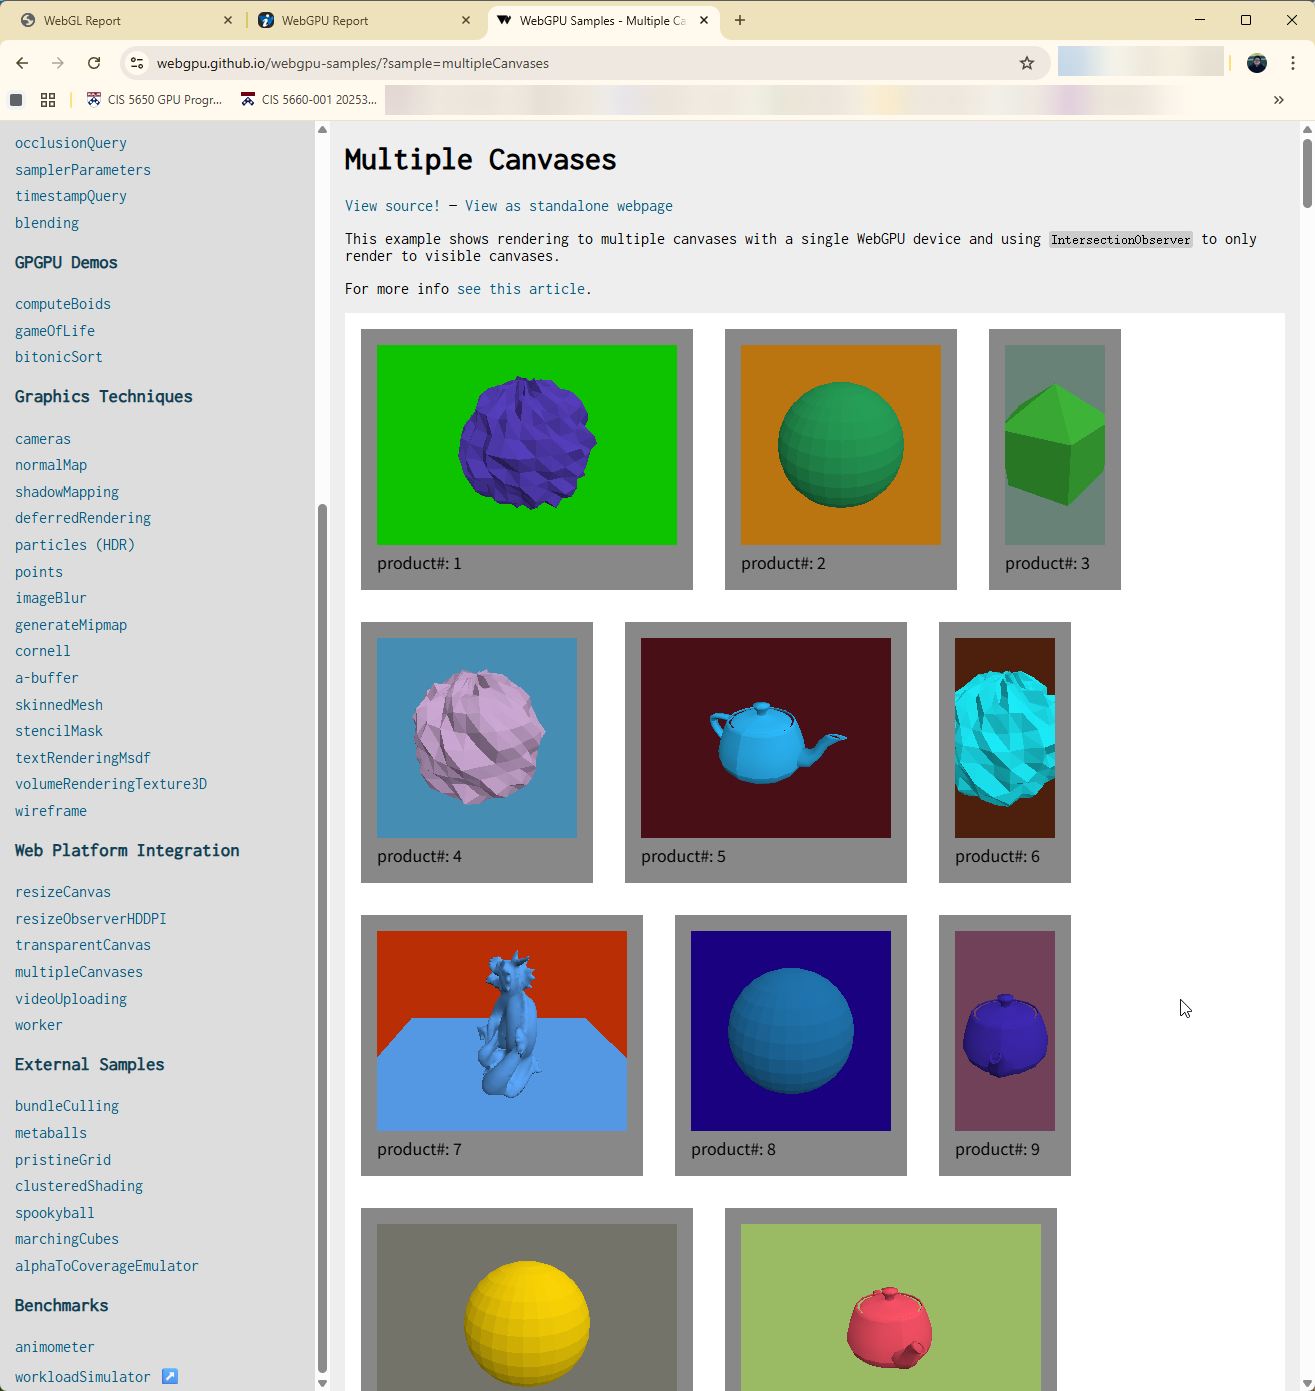 WebGL Report
WebGPU Report
WebGPU Samples - Multiple Ca
webgpu.github.io/webgpu-samples/?sample=multipleCanvases
CIS 5650 GPU Progr...
CIS 5660-001 20253...
occlusionQuery
samplerParameters
timestampQuery
blending
GPGPU Demos
computeBoids
gameOfLife
bitonicSort
Graphics Techniques
cameras
normalMap
shadowMapping
deferredRendering
particles (HDR)
points
imageBlur
generateMipmap
cornell
a-buffer
skinnedMesh
stencilMask
textRenderingMsdf
volumeRenderingTexture3D
wireframe
Web Platform Integration
resizeCanvas
resizeObserverHDDPI
transparentCanvas
multipleCanvases
videoUploading
worker
External Samples
bundleCulling
metaballs
pristineGrid
clusteredShading
spookyball
marchingCubes
alphaToCoverageEmulator
Benchmarks
animometer
workloadSimulator
Multiple Canvases
View source! — View as standalone webpage
This example shows rendering to multiple canvases with a single WebGPU device and using IntersectionObserver to only
render to visible canvases.
For more info see this article.
product#: 1
product#: 2
product#: 3
product#: 4
product#: 5
product#: 6
product#: 7
product#: 8
product#: 9